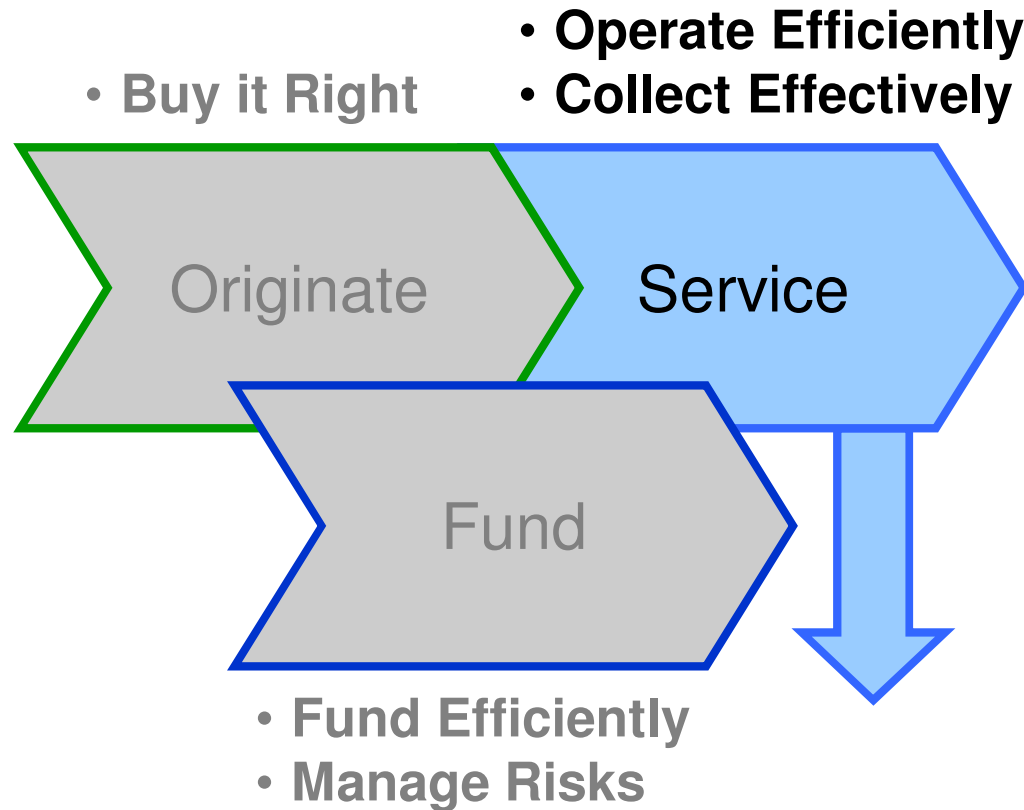 • Operate Efficiently
• Buy it Right
• Collect Effectively
Originate
Service
Fund
• Fund Efficiently
• Manage Risks